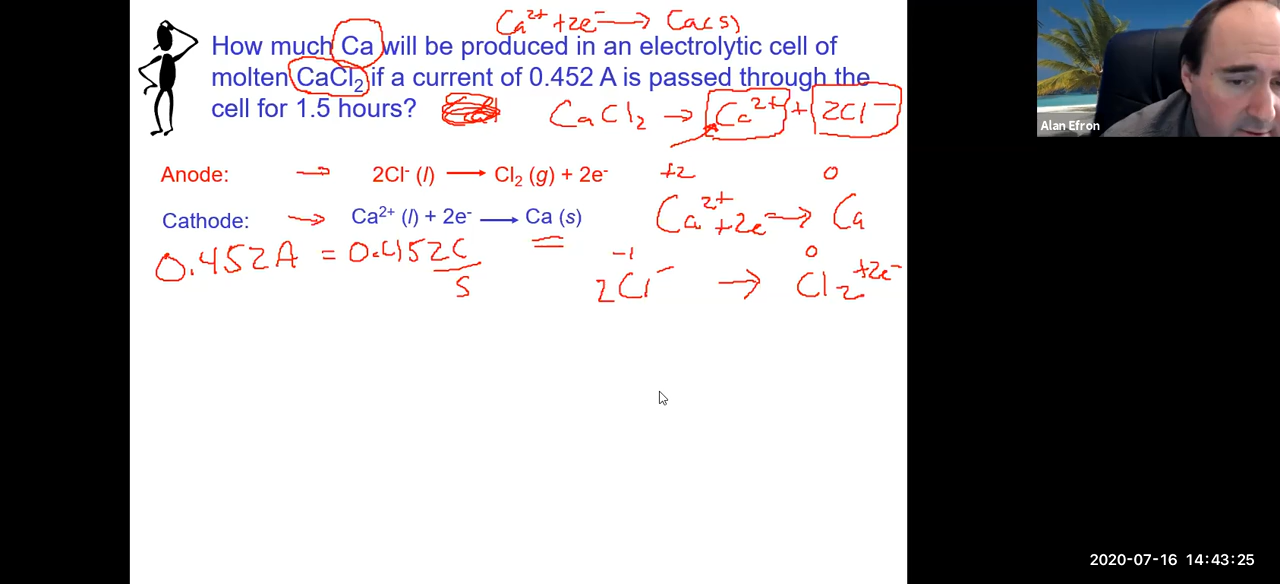 Ca²⁺ + 2e⁻ → Ca(s)
How much Ca will be produced in an electrolytic cell of
molten CaCl₂ if a current of 0.452 A is passed through the
cell for 1.5 hours?
CaCl₂ → Ca²⁺ + 2Cl⁻
Alan Efron
Anode: → 2Cl⁻ (l) → Cl₂ (g) + 2e⁻
+2 0
Cathode: → Ca²⁺ (l) + 2e⁻ → Ca (s)
Ca²⁺ + 2e⁻ → Ca
0.452A = 0.452C/s
-1 0
2Cl⁻ → Cl₂ + 2e⁻
2020-07-16 14:43:25